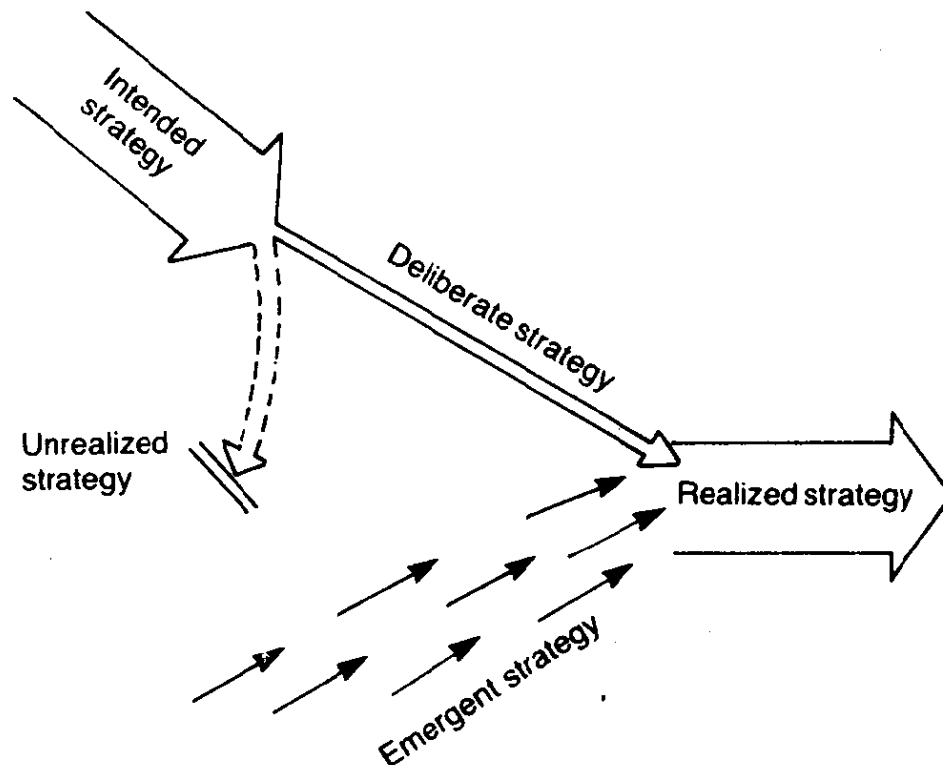 Intended
strategy
Deliberate strategy
Unrealized
strategy
Realized strategy
Emergent strategy